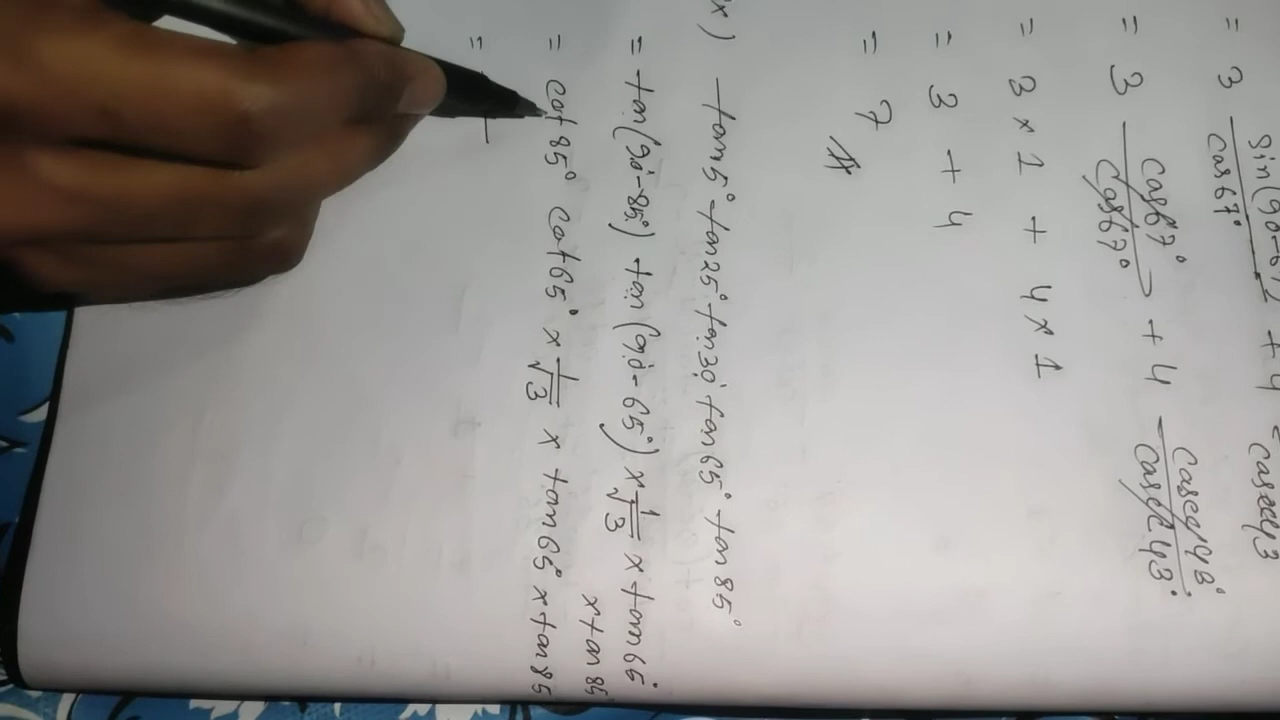 = 3 sin(90-67 / cos67° + 4 cosec43
= 3 cos67° / cos67° + 4 cosec43° / cosec43°
= 3 × 1 + 4 × 1
= 3 + 4
= 7
x) tan5° tan25° tan30° tan65° tan85°
= tan(90°-85°) tan(90°-65°) × 1/√3 × tan65°
× tan85°
= cot85° cot65° × 1/√3 × tan65° × tan85
=